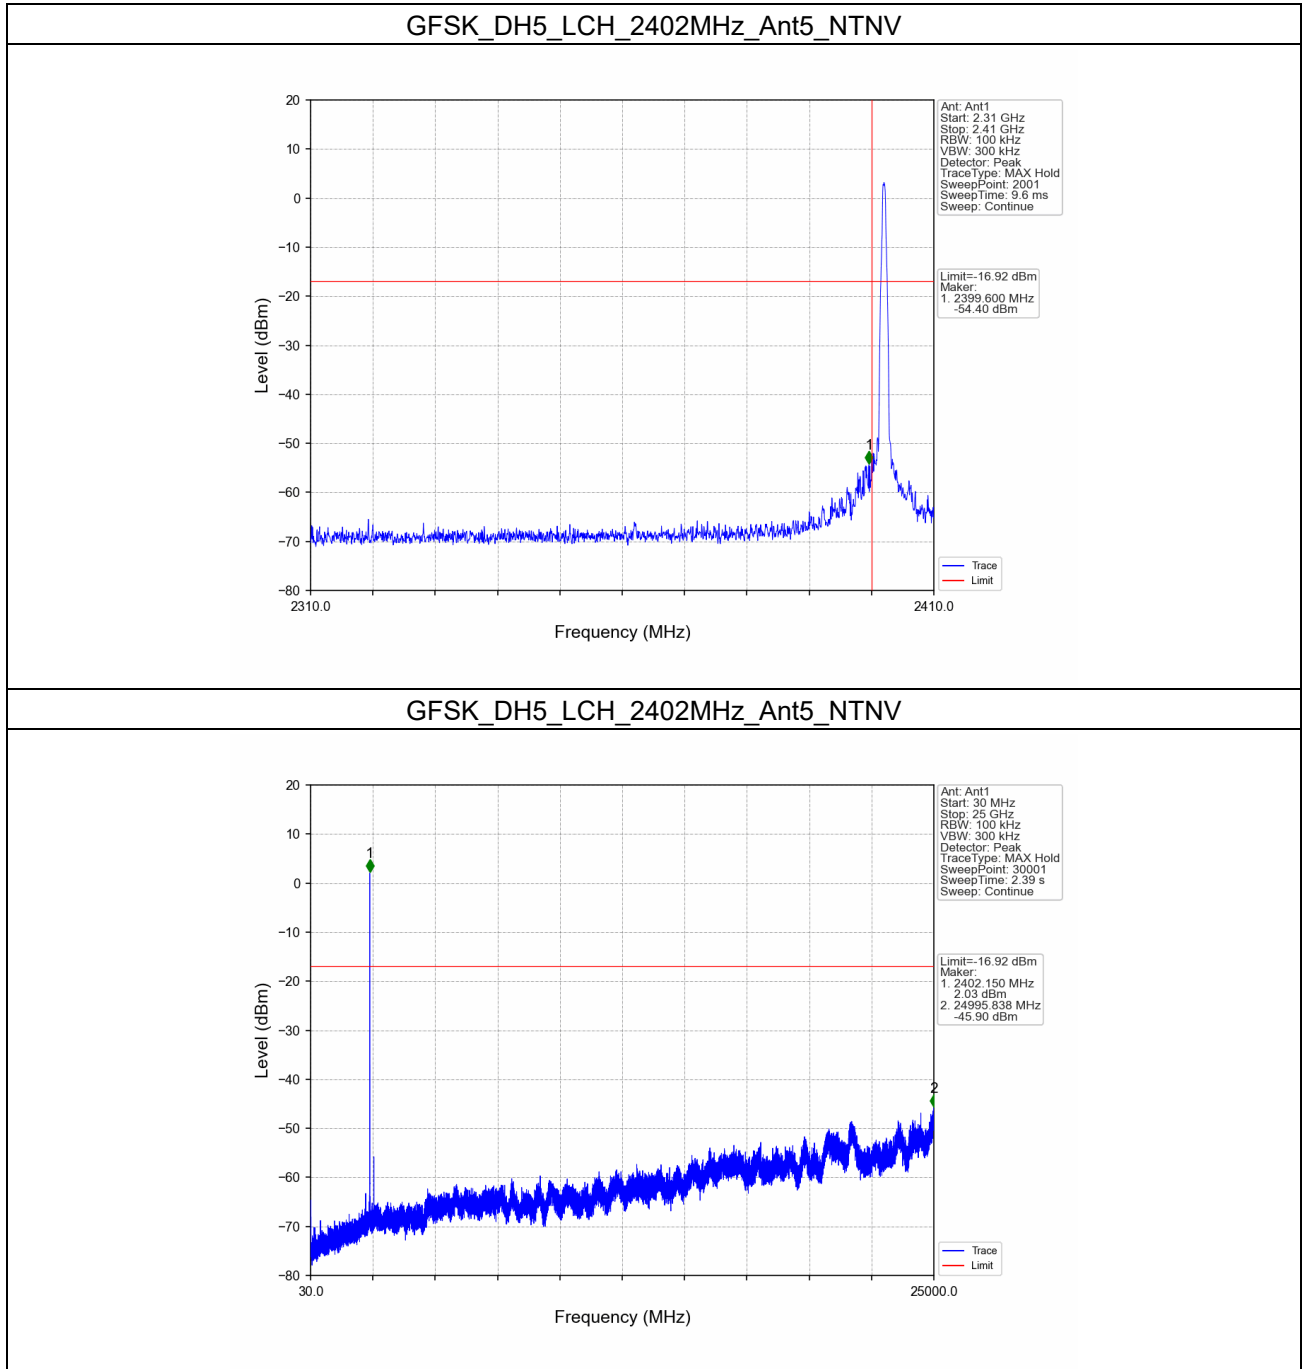 GFSK_DH5_LCH_2402MHz_Ant5_NTNV
20
10
0
−10
−20
−30
−40
−50
−60
−70
−80
Level (dBm)
1
2310.0
2410.0
Frequency (MHz)
Ant: Ant1
Start: 2.31 GHz
Stop: 2.41 GHz
RBW: 100 kHz
VBW: 300 kHz
Detector: Peak
TraceType: MAX Hold
SweepPoint: 2001
SweepTime: 9.6 ms
Sweep: Continue
Limit=-16.92 dBm
Maker:
1. 2399.600 MHz
-54.40 dBm
Trace
Limit
GFSK_DH5_LCH_2402MHz_Ant5_NTNV
20
10
0
−10
−20
−30
−40
−50
−60
−70
−80
Level (dBm)
1
2
30.0
25000.0
Frequency (MHz)
Ant: Ant1
Start: 30 MHz
Stop: 25 GHz
RBW: 100 kHz
VBW: 300 kHz
Detector: Peak
TraceType: MAX Hold
SweepPoint: 30001
SweepTime: 2.39 s
Sweep: Continue
Limit=-16.92 dBm
Maker:
1. 2402.150 MHz
2.03 dBm
2. 24995.838 MHz
-45.90 dBm
Trace
Limit